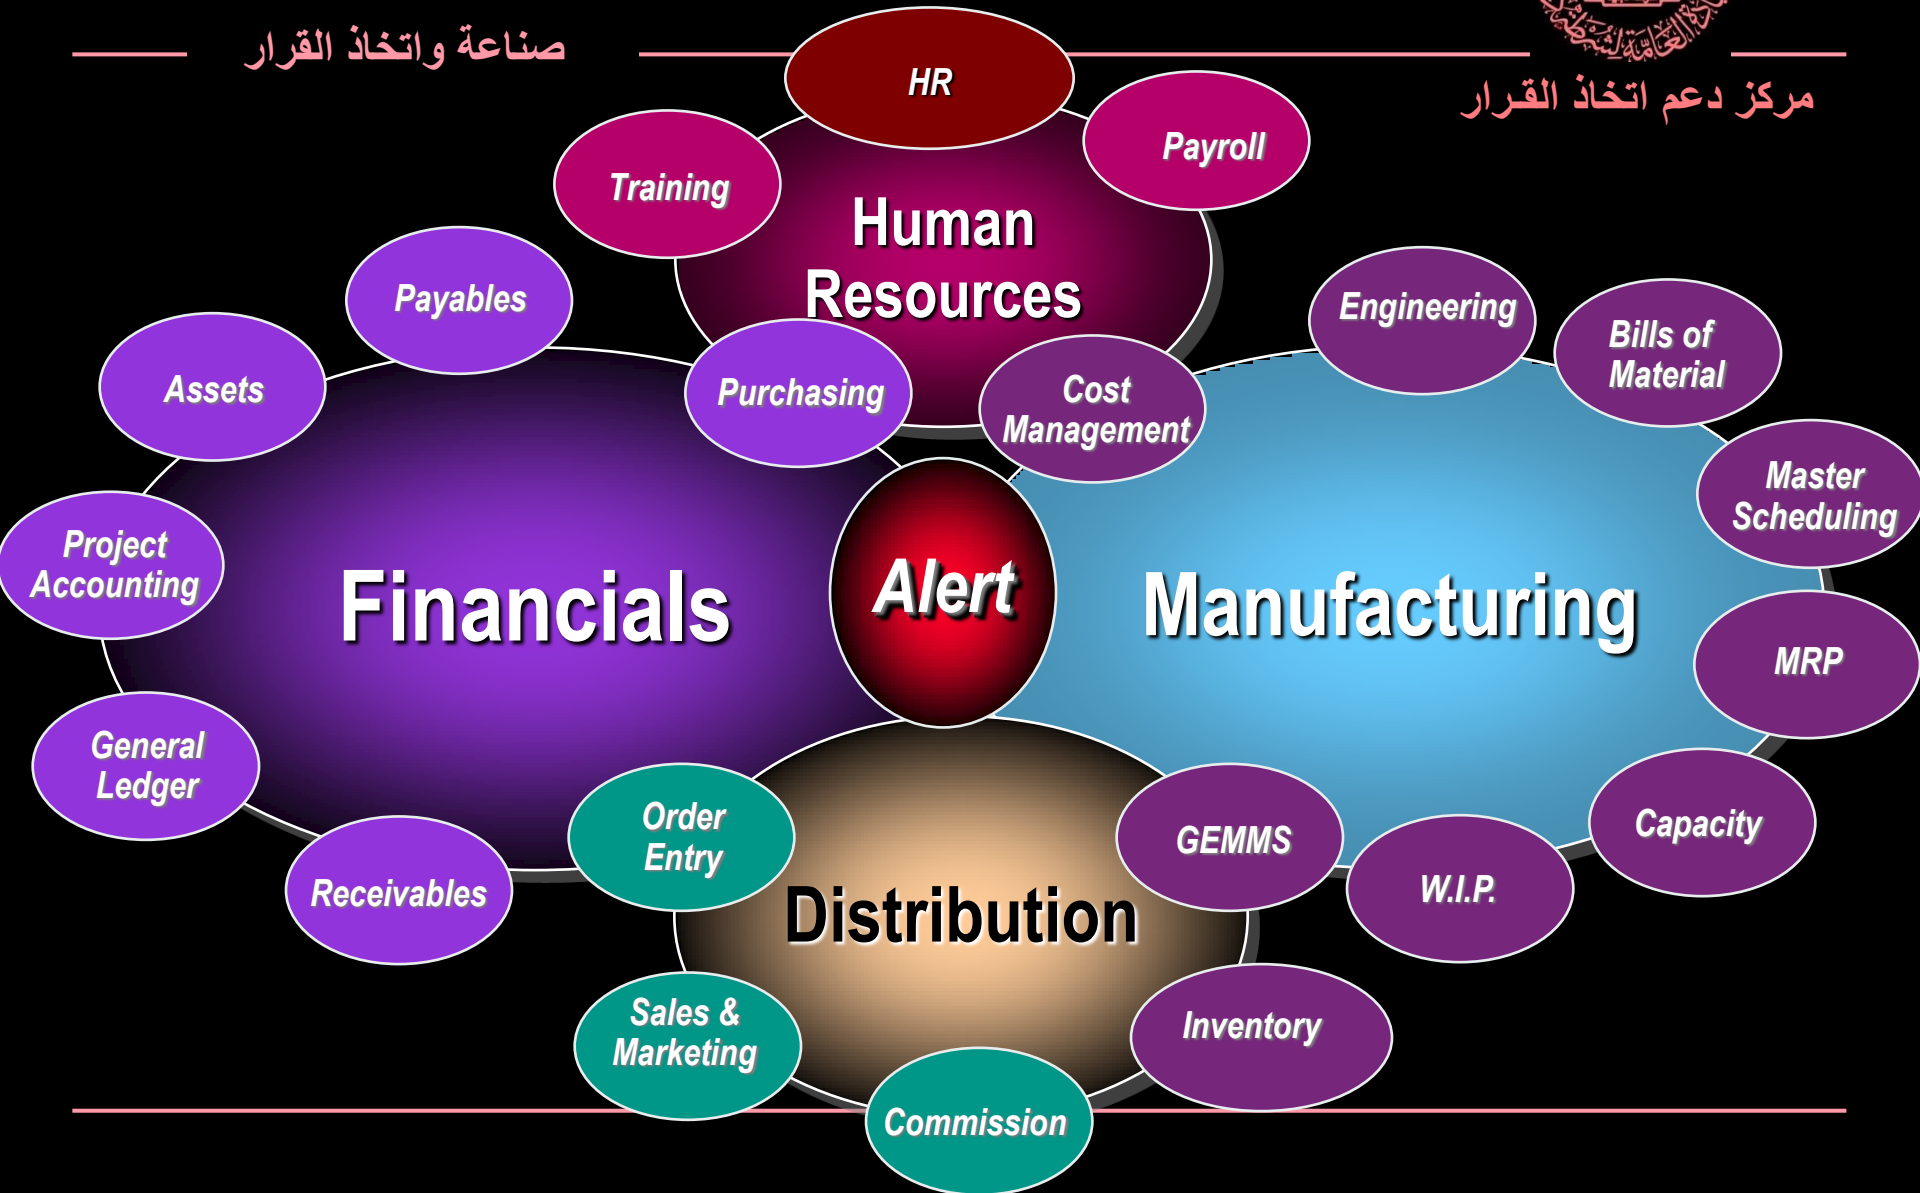 صناعة واتخاذ القرار
مركز دعم اتخاذ القرار
HR
Payroll
Training
Human
Resources
Payables
Engineering
Bills of
Material
Assets
Purchasing
Cost
Management
Master
Scheduling
Project
Accounting
Financials
Alert
Manufacturing
MRP
General
Ledger
Order
Entry
GEMMS
Capacity
Receivables
W.I.P.
Distribution
Sales &
Marketing
Inventory
Commission